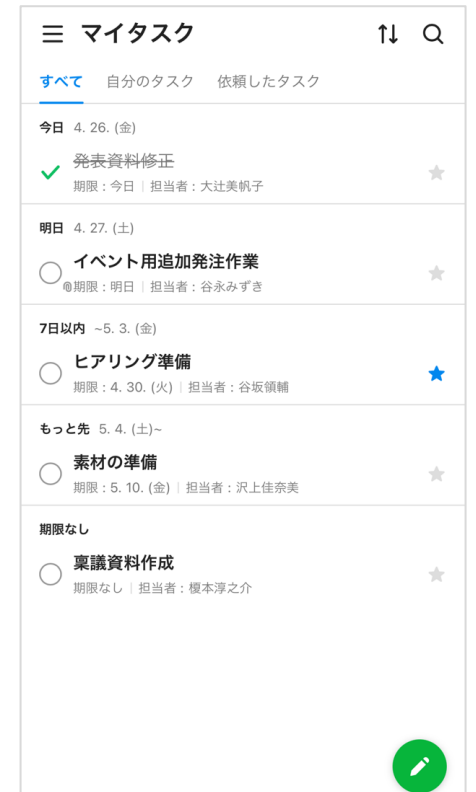 マイタスク
すべて 自分のタスク 依頼したタスク
今日 4. 26. (金)
発表資料修正
期限 : 今日 | 担当者 : 大辻美帆子
明日 4. 27. (土)
イベント用追加発注作業
期限 : 明日 | 担当者 : 谷永みずき
7日以内 ~5. 3. (金)
ヒアリング準備
期限 : 4. 30. (火) | 担当者 : 谷坂領輔
もっと先 5. 4. (土)~
素材の準備
期限 : 5. 10. (金) | 担当者 : 沢上佳奈美
期限なし
稟議資料作成
期限なし | 担当者 : 榎本淳之介